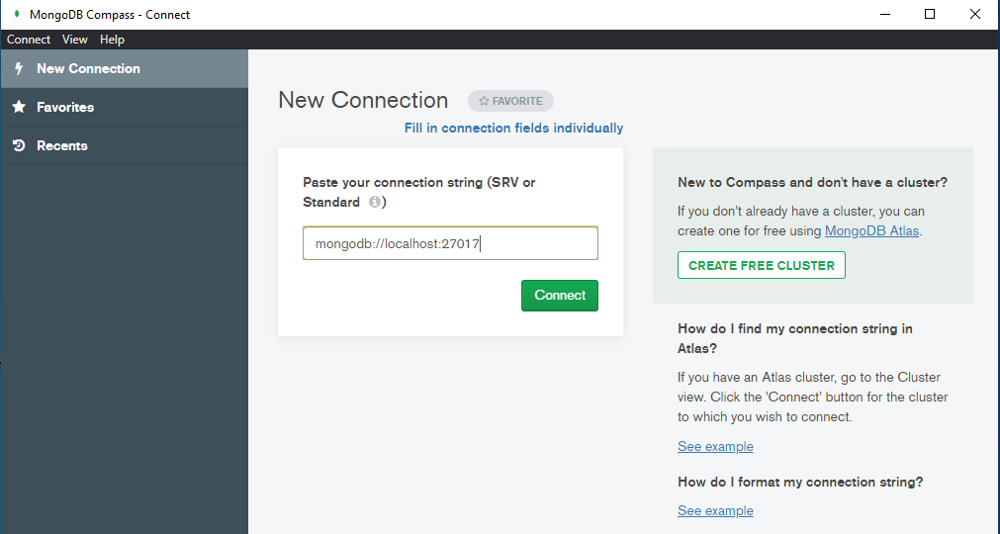 MongoDB Compass - Connect
Connect View Help
New Connection
Favorites
Recents
New Connection
FAVORITE
Fill in connection fields individually
Paste your connection string (SRV or
Standard )
mongodb://localhost:27017
Connect
New to Compass and don't have a cluster?
If you don't already have a cluster, you can
create one for free using MongoDB Atlas.
CREATE FREE CLUSTER
How do I find my connection string in
Atlas?
If you have an Atlas cluster, go to the Cluster
view. Click the 'Connect' button for the cluster
to which you wish to connect.
See example
How do I format my connection string?
See example